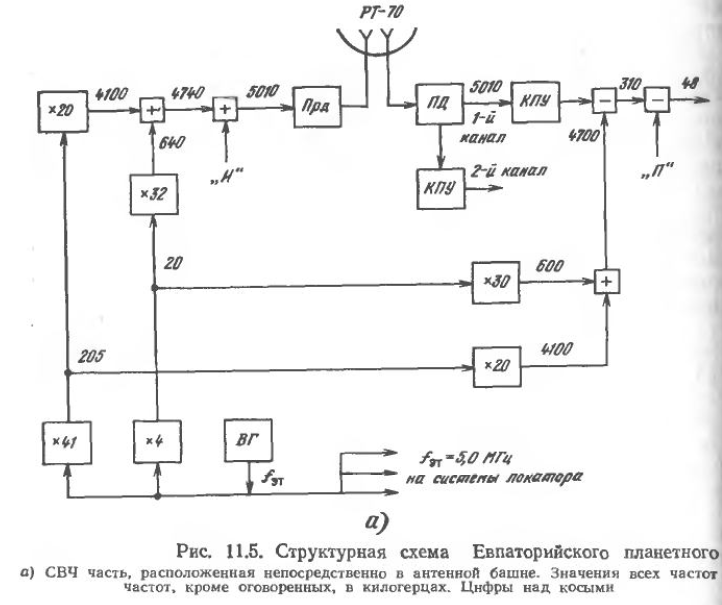 РТ-70
×20
4100
+
4740
+
5010
Прд
ПД
5010
1-й
канал
КПУ
−
310
−
48
640
„И“
4700
„П“
×32
КПУ
2-й канал
20
×30
600
+
205
×20
4100
×41
×4
ВГ
fэт
fэт = 5,0 МГц
на системы локатора
а)
Рис. 11.5. Структурная схема Евпаторийского планетного
а) СВЧ часть, расположенная непосредственно в антенной башне. Значения всех частот
частот, кроме оговоренных, в килогерцах. Цифры над косыми